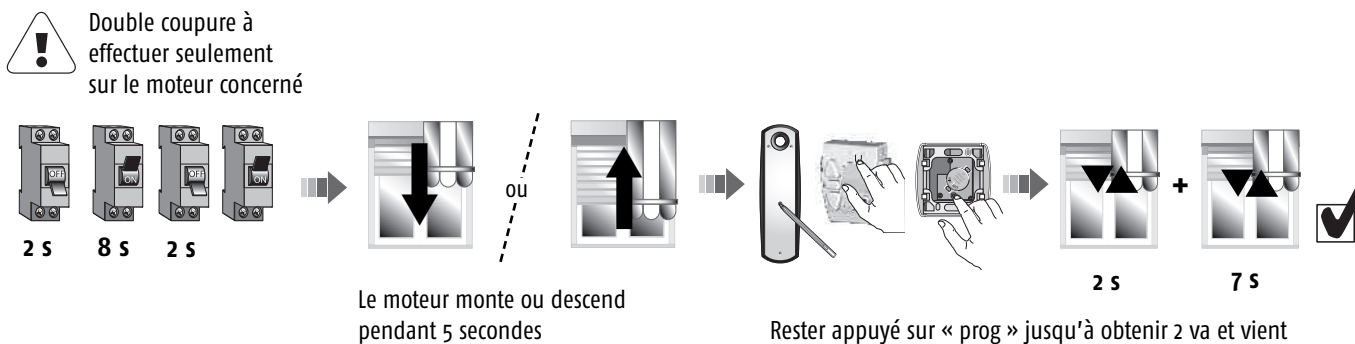 Double coupure à
effectuer seulement
sur le moteur concerné
OFF
ON
OFF
ON
2 s
8 s
2 s
ou
+
2 s
7 s
Le moteur monte ou descend
pendant 5 secondes
Rester appuyé sur « prog » jusqu'à obtenir 2 va et vient